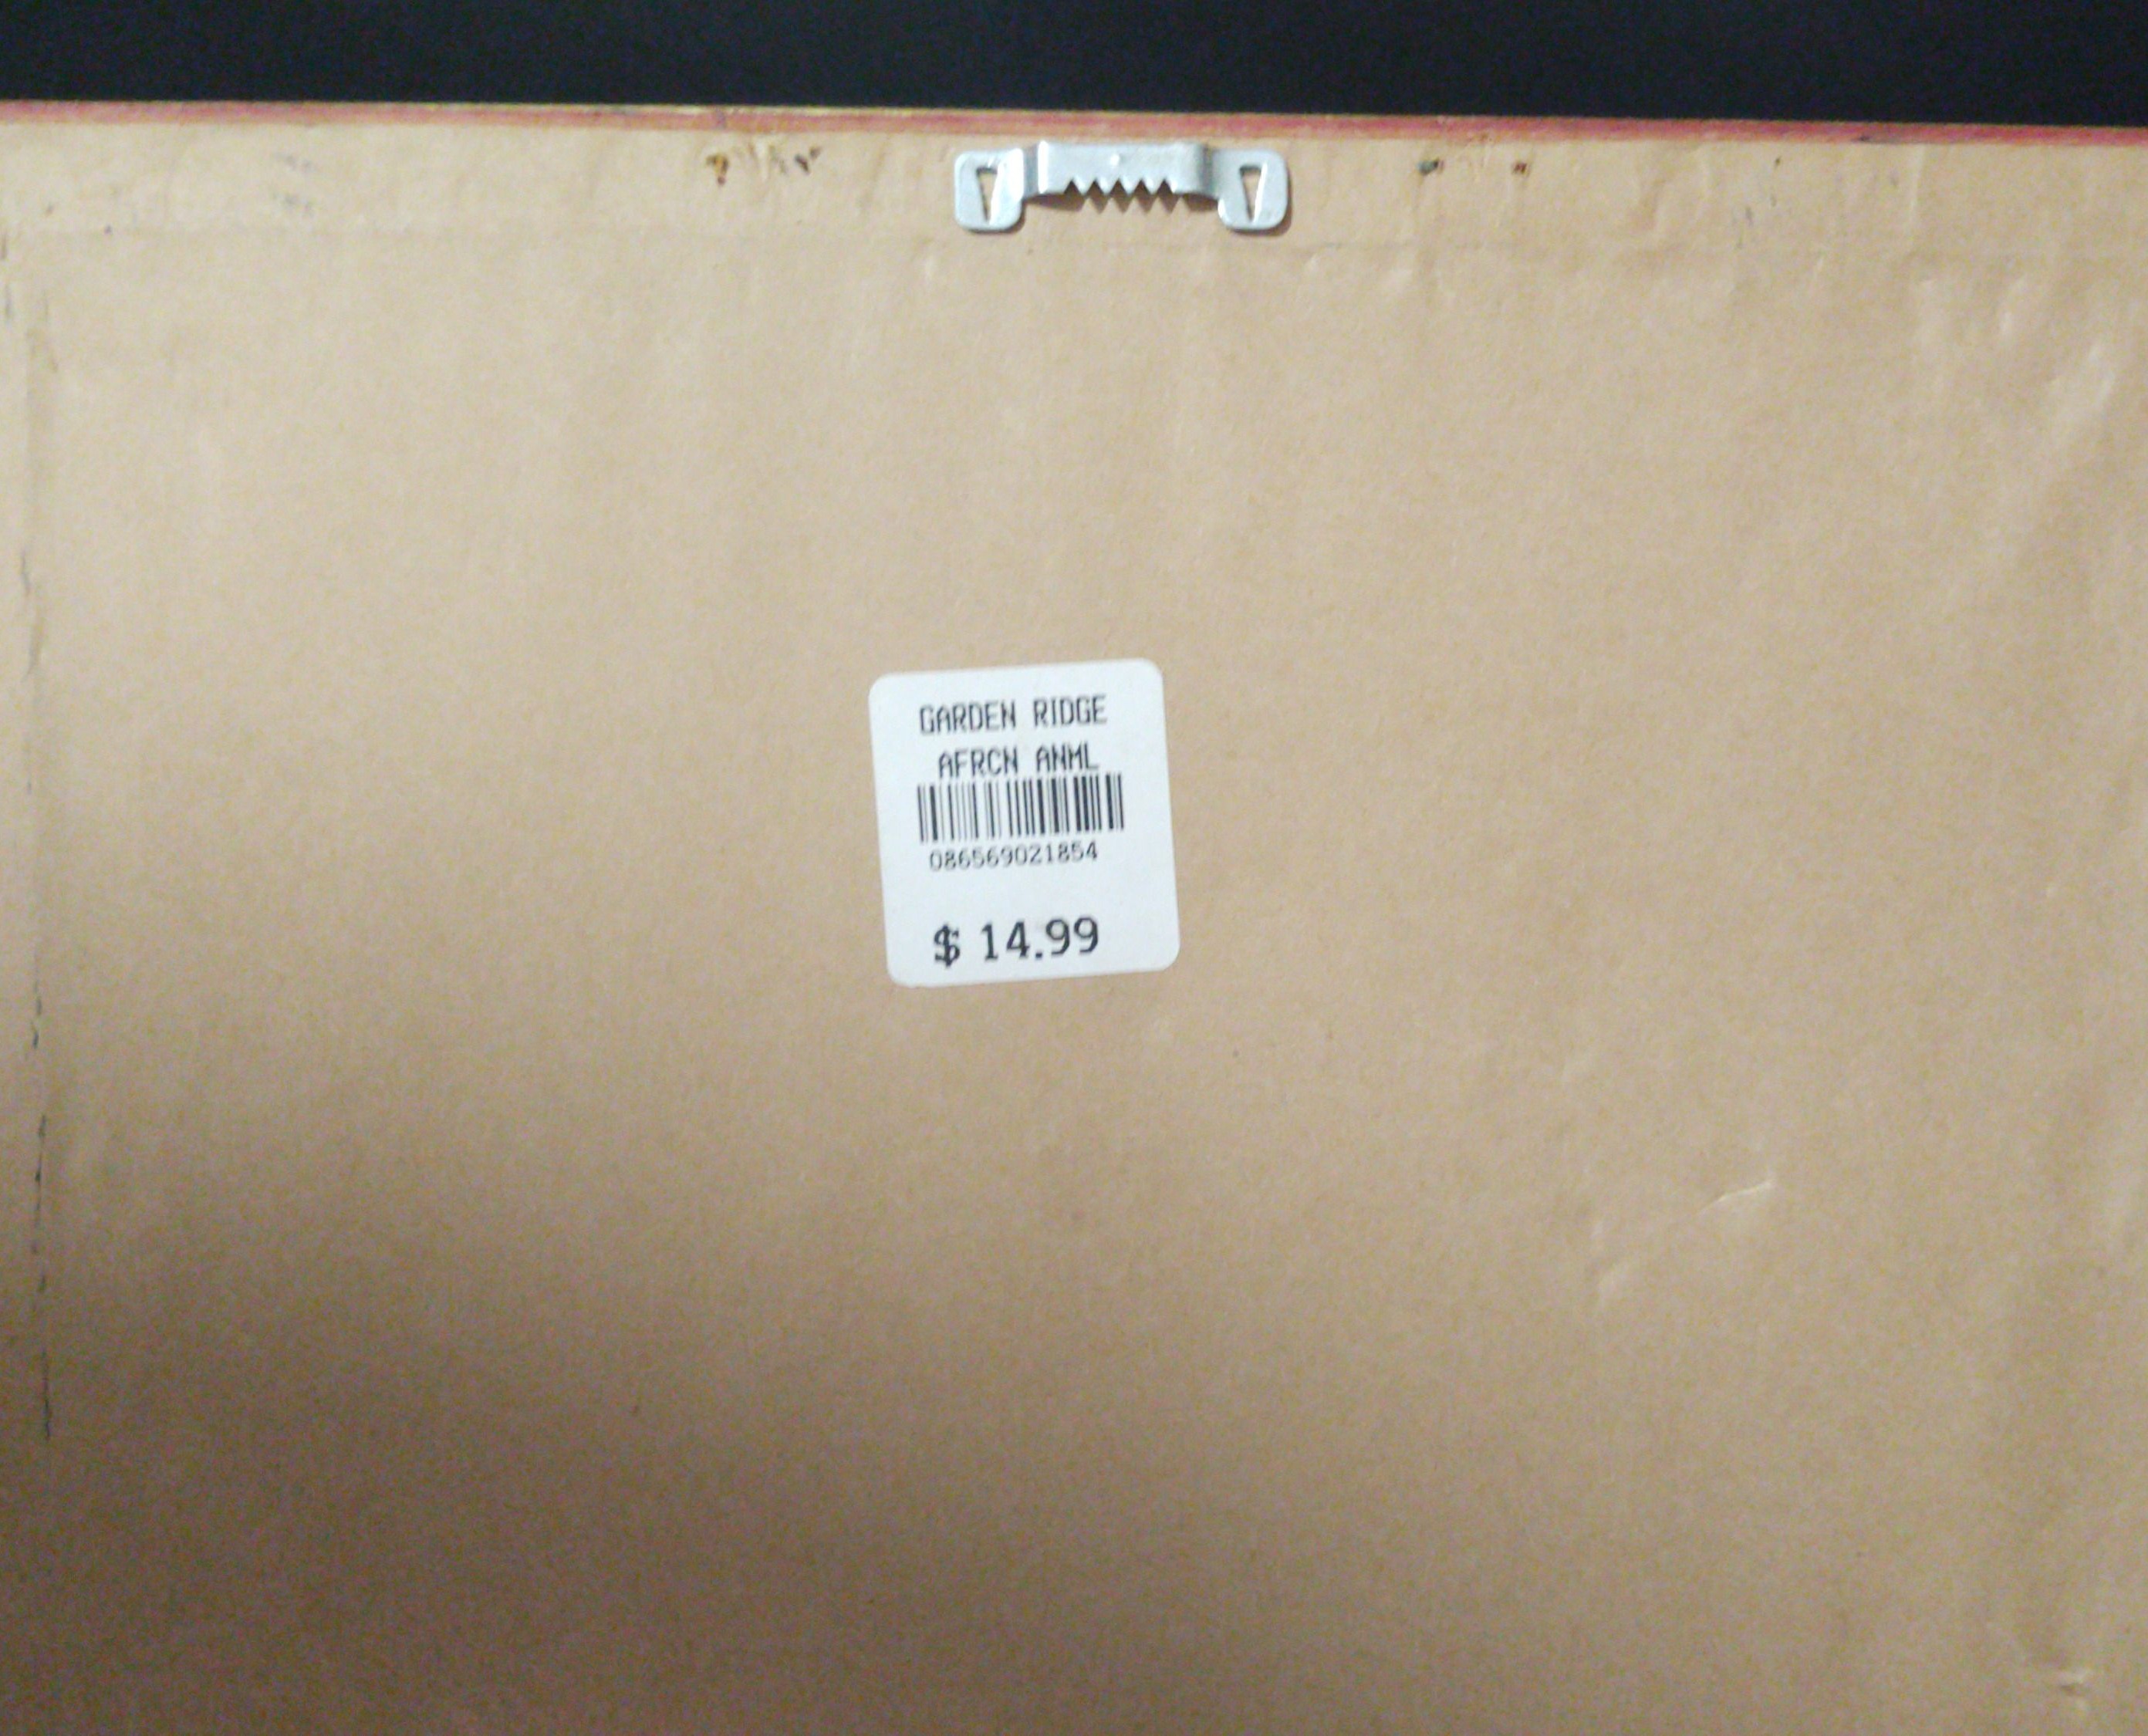 GARDEN RIDGE
AFRCN ANML
086569021854
$ 14.99